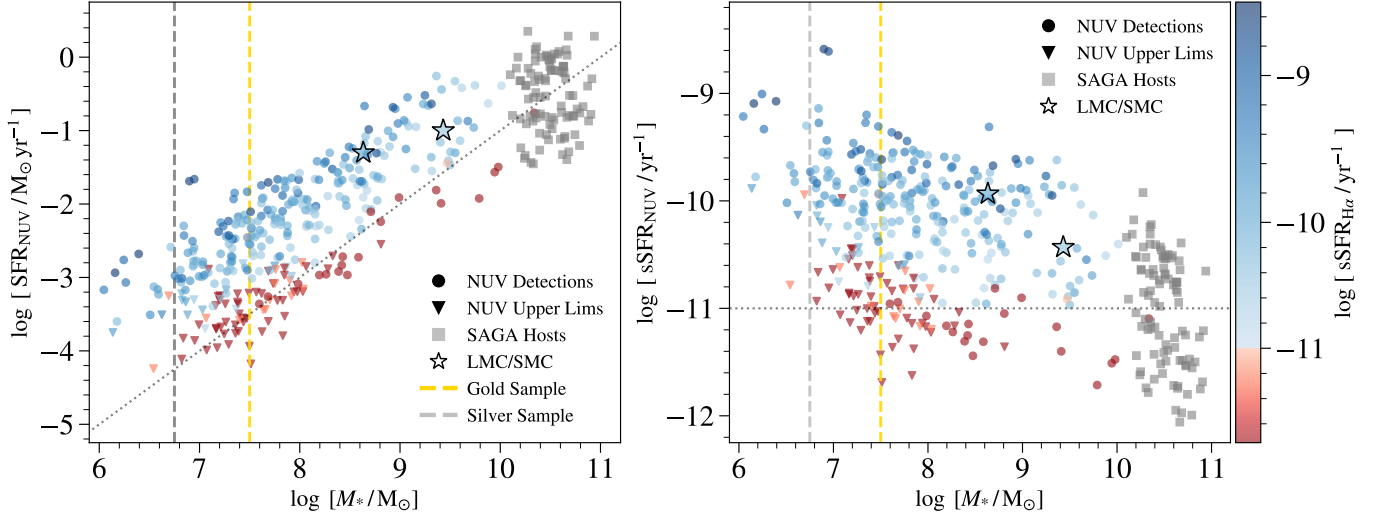 log [ SFR_NUV / M_⊙ yr⁻¹ ]
0
−1
−2
−3
−4
−5
6 7 8 9 10 11
log [M_*/M_⊙]
NUV Detections
NUV Upper Lims
SAGA Hosts
LMC/SMC
Gold Sample
Silver Sample
log [ sSFR_NUV / yr⁻¹ ]
−9
−10
−11
−12
6 7 8 9 10 11
log [M_*/M_⊙]
NUV Detections
NUV Upper Lims
SAGA Hosts
LMC/SMC
−9
−10
−11
log [ sSFR_Hα / yr⁻¹ ]